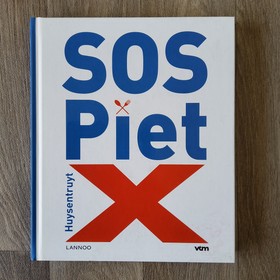 SOS
Piet
Huysentruyt
X
LANNOO
vtm